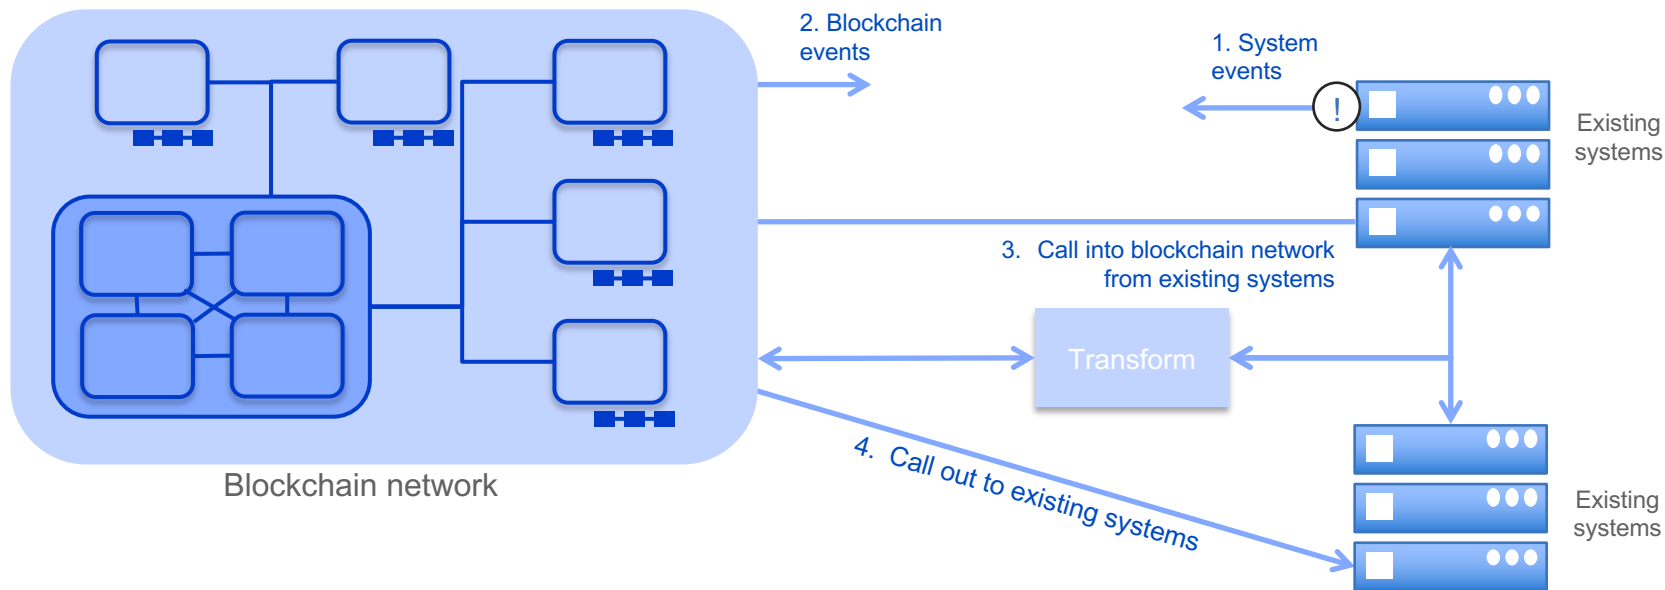 2. Blockchain
events
1. System
events
!
Existing
systems
3. Call into blockchain network
from existing systems
Transform
4. Call out to existing systems
Blockchain network
Existing
systems